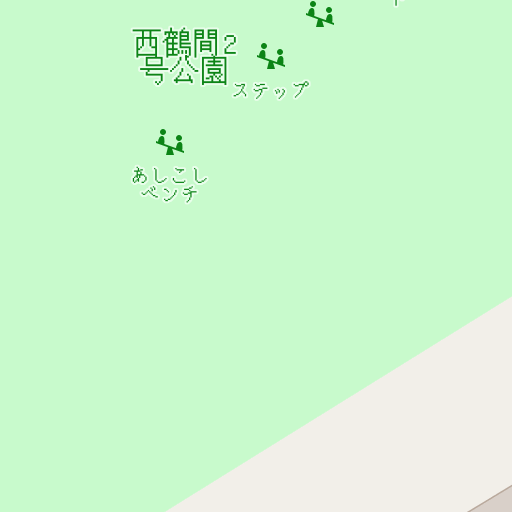 西鶴間2
号公園
ステップ
あしこし
ベンチ